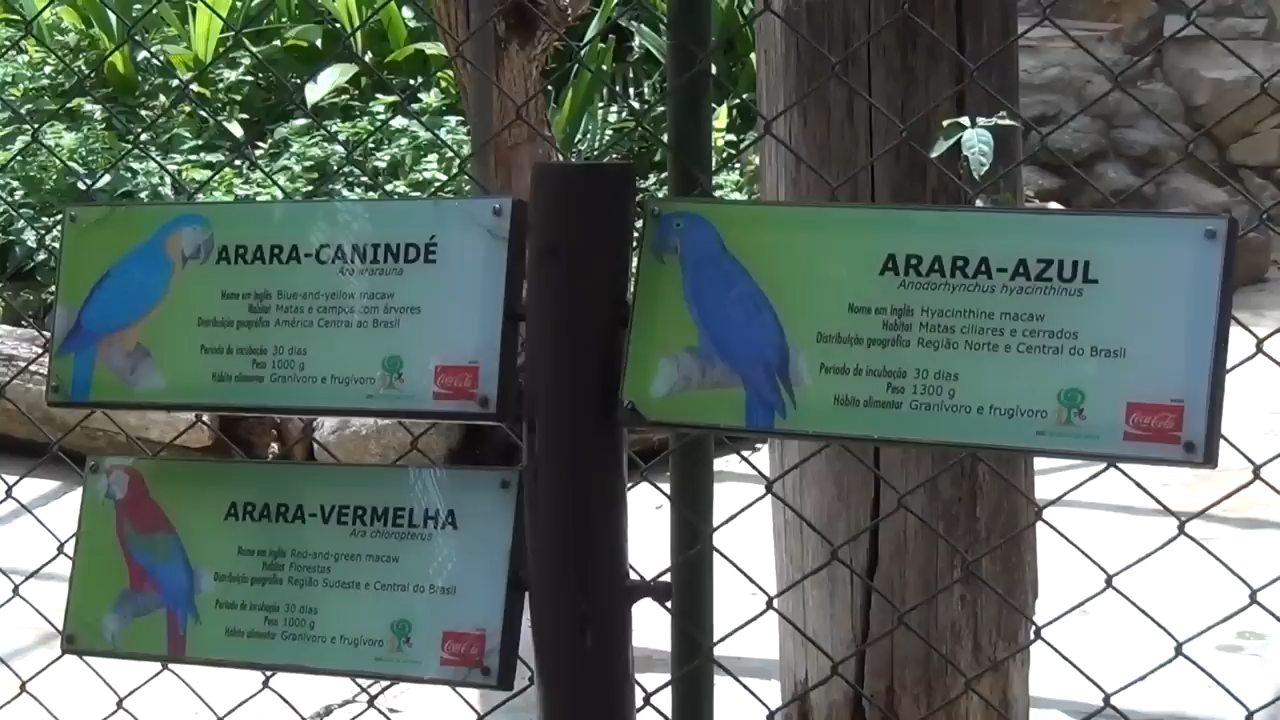 ARARA-CANINDÉ
Ara ararauna
Nome em Inglês Blue-and-yellow macaw
Habitat Matas e campos com árvores
Distribuição geográfica América Central ao Brasil
Período de incubação 30 dias
Peso 1000 g
Hábito alimentar Granívoro e frugívoro
Coca-Cola
ARARA-VERMELHA
Ara chloropterus
Nome em Inglês Red-and-green macaw
Habitat Florestas
Distribuição geográfica Região Sudeste e Central do Brasil
Período de incubação 30 dias
Peso 1000 g
Hábito alimentar Granívoro e frugívoro
Coca-Cola
ARARA-AZUL
Anodorhynchus hyacinthinus
Nome em Inglês Hyacinthine macaw
Habitat Matas ciliares e cerrados
Distribuição geográfica Região Norte e Central do Brasil
Período de incubação 30 dias
Peso 1300 g
Hábito alimentar Granívoro e frugívoro
Coca-Cola